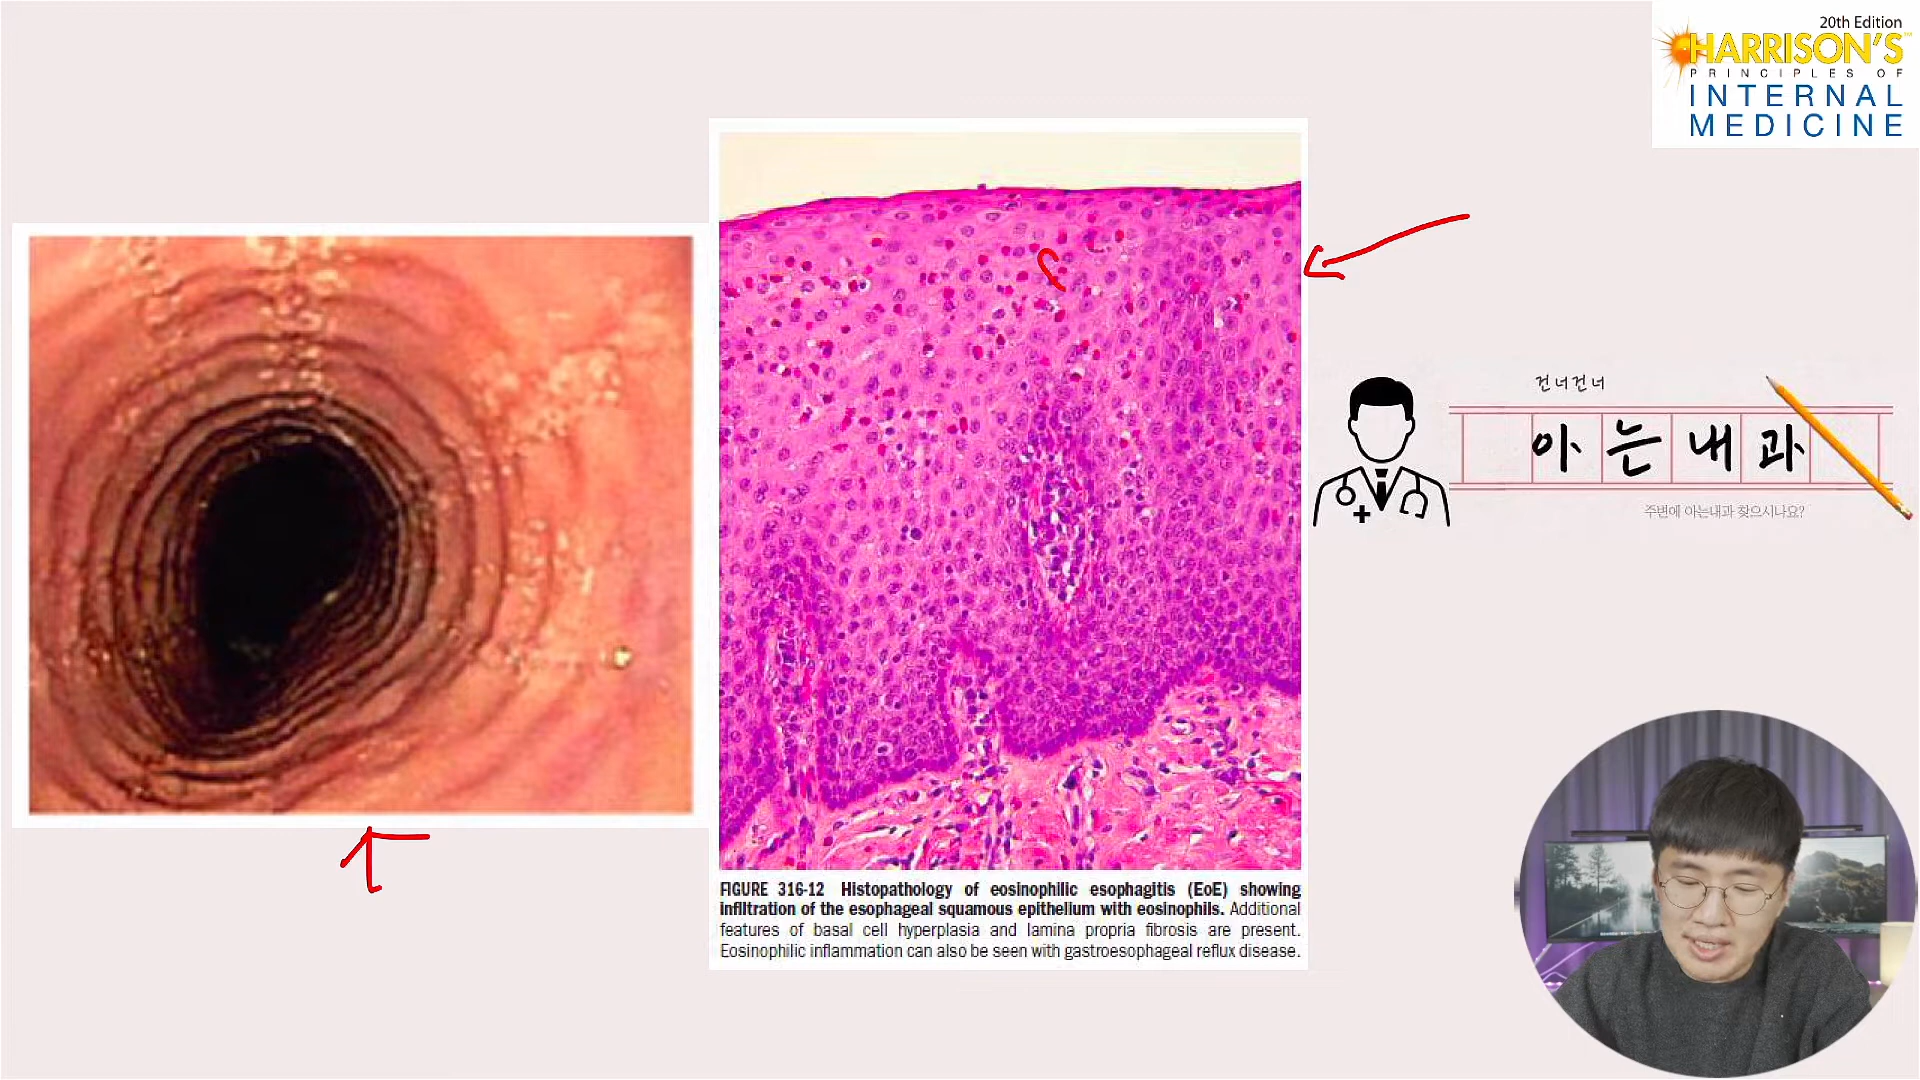 20th Edition
HARRISON'S™
PRINCIPLES OF
INTERNAL
MEDICINE
건너건너
아는내과
주변에 아는내과 찾으시나요?
FIGURE 316-12 Histopathology of eosinophilic esophagitis (EoE) showing
infiltration of the esophageal squamous epithelium with eosinophils. Additional
features of basal cell hyperplasia and lamina propria fibrosis are present.
Eosinophilic inflammation can also be seen with gastroesophageal reflux disease.